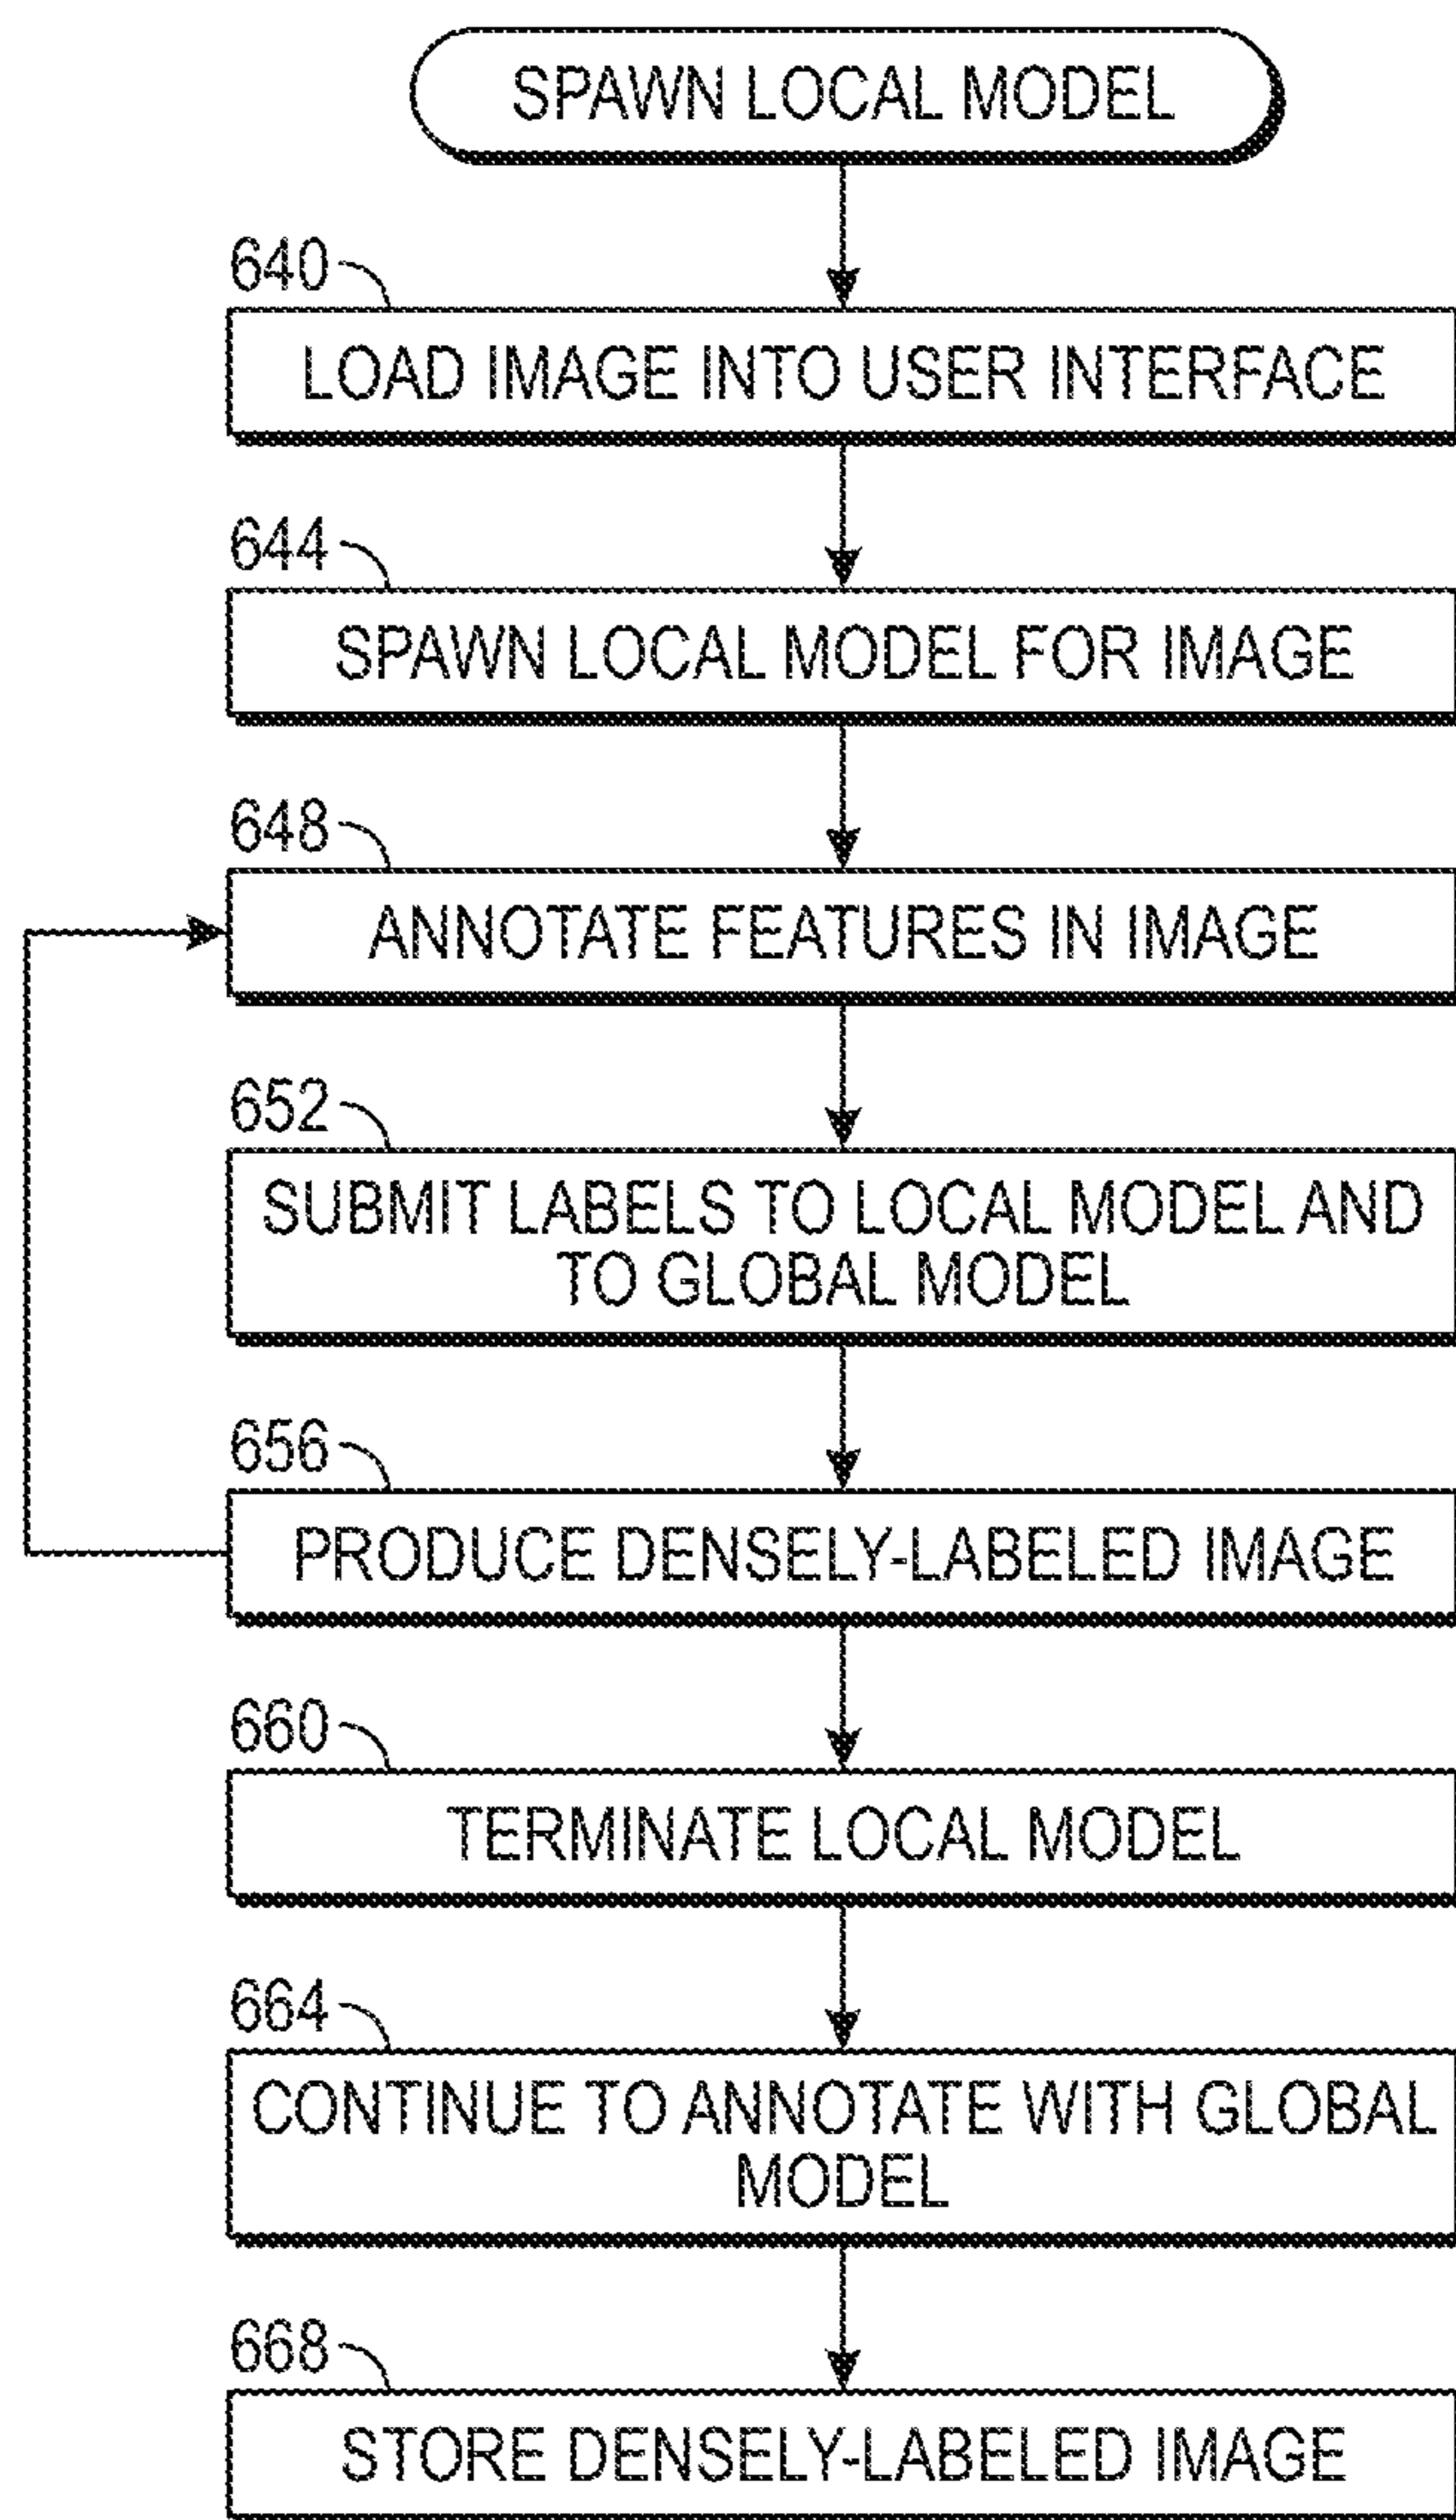 SPAWN LOCAL MODEL
640
LOAD IMAGE INTO USER INTERFACE
644
SPAWN LOCAL MODEL FOR IMAGE
648
ANNOTATE FEATURES IN IMAGE
652
SUBMIT LABELS TO LOCAL MODEL AND
TO GLOBAL MODEL
656
PRODUCE DENSELY-LABELED IMAGE
660
TERMINATE LOCAL MODEL
664
CONTINUE TO ANNOTATE WITH GLOBAL
MODEL
668
STORE DENSELY-LABELED IMAGE